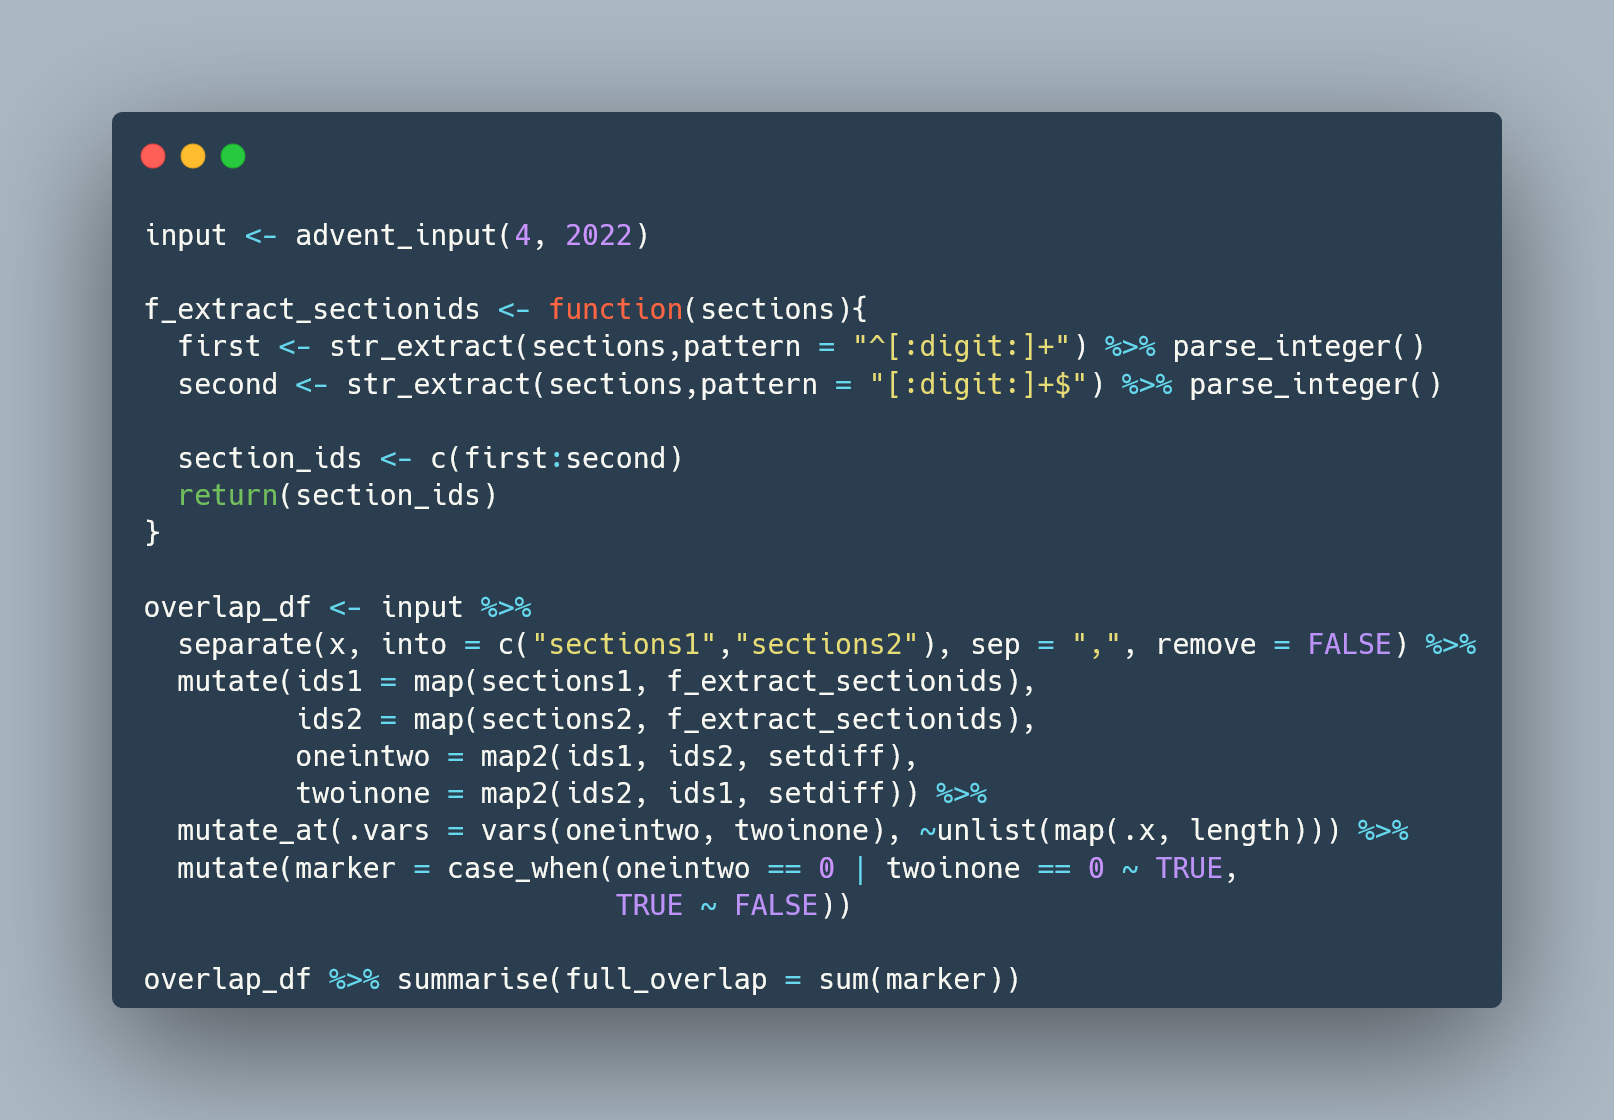 input <- advent_input(4, 2022)

f_extract_sectionids <- function(sections){
  first <- str_extract(sections,pattern = "^[:digit:]+") %>% parse_integer()
  second <- str_extract(sections,pattern = "[:digit:]+$") %>% parse_integer()

  section_ids <- c(first:second)
  return(section_ids)
}

overlap_df <- input %>%
  separate(x, into = c("sections1","sections2"), sep = ",", remove = FALSE) %>%
  mutate(ids1 = map(sections1, f_extract_sectionids),
         ids2 = map(sections2, f_extract_sectionids),
         oneintwo = map2(ids1, ids2, setdiff),
         twoinone = map2(ids2, ids1, setdiff)) %>%
  mutate_at(.vars = vars(oneintwo, twoinone), ~unlist(map(.x, length))) %>%
  mutate(marker = case_when(oneintwo == 0 | twoinone == 0 ~ TRUE,
                            TRUE ~ FALSE))

overlap_df %>% summarise(full_overlap = sum(marker))